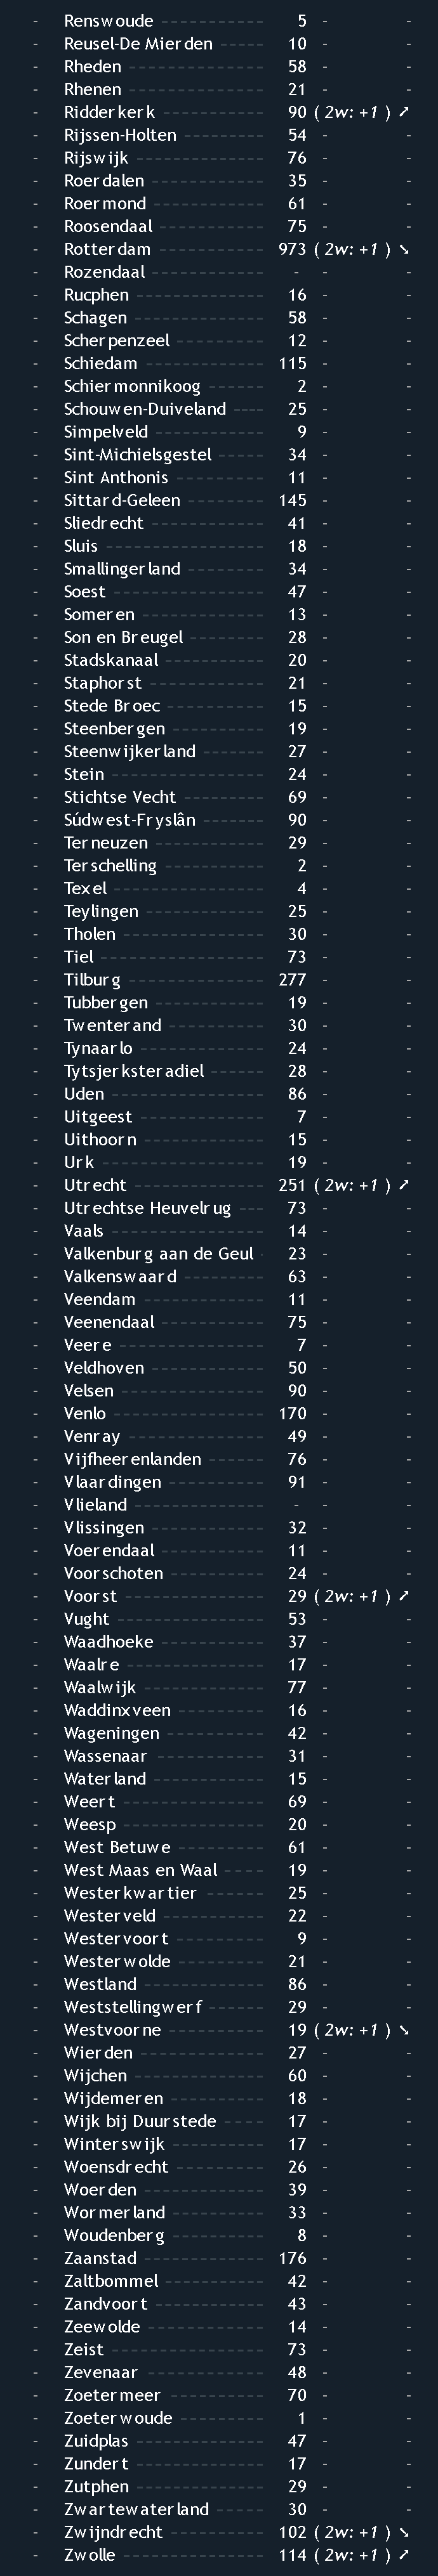 - Renswoude ------ 5 - -
- Reusel-De Mierden ------ 10 - -
- Rheden ------ 58 - -
- Rhenen ------ 21 - -
- Ridderkerk ------ 90 ( 2w: +1 ) ➚
- Rijssen-Holten ------ 54 - -
- Rijswijk ------ 76 - -
- Roerdalen ------ 35 - -
- Roermond ------ 61 - -
- Roosendaal ------ 75 - -
- Rotterdam ------ 973 ( 2w: +1 ) ➘
- Rozendaal ------ - - -
- Rucphen ------ 16 - -
- Schagen ------ 58 - -
- Scherpenzeel ------ 12 - -
- Schiedam ------ 115 - -
- Schiermonnikoog ------ 2 - -
- Schouwen-Duiveland ---- 25 - -
- Simpelveld ------ 9 - -
- Sint-Michielsgestel ------ 34 - -
- Sint Anthonis ------ 11 - -
- Sittard-Geleen ------ 145 - -
- Sliedrecht ------ 41 - -
- Sluis ------ 18 - -
- Smallingerland ------ 34 - -
- Soest ------ 47 - -
- Someren ------ 13 - -
- Son en Breugel ------ 28 - -
- Stadskanaal ------ 20 - -
- Staphorst ------ 21 - -
- Stede Broec ------ 15 - -
- Steenbergen ------ 19 - -
- Steenwijkerland ------ 27 - -
- Stein ------ 24 - -
- Stichtse Vecht ------ 69 - -
- Súdwest-Fryslân ------ 90 - -
- Terneuzen ------ 29 - -
- Terschelling ------ 2 - -
- Texel ------ 4 - -
- Teylingen ------ 25 - -
- Tholen ------ 30 - -
- Tiel ------ 73 - -
- Tilburg ------ 277 - -
- Tubbergen ------ 19 - -
- Twenterand ------ 30 - -
- Tynaarlo ------ 24 - -
- Tytsjerksteradiel ------ 28 - -
- Uden ------ 86 - -
- Uitgeest ------ 7 - -
- Uithoorn ------ 15 - -
- Urk ------ 19 - -
- Utrecht ------ 251 ( 2w: +1 ) ➚
- Utrechtse Heuvelrug --- 73 - -
- Vaals ------ 14 - -
- Valkenburg aan de Geul - 23 - -
- Valkenswaard ------ 63 - -
- Veendam ------ 11 - -
- Veenendaal ------ 75 - -
- Veere ------ 7 - -
- Veldhoven ------ 50 - -
- Velsen ------ 90 - -
- Venlo ------ 170 - -
- Venray ------ 49 - -
- Vijfheerenlanden ------ 76 - -
- Vlaardingen ------ 91 - -
- Vlieland ------ - - -
- Vlissingen ------ 32 - -
- Voerendaal ------ 11 - -
- Voorschoten ------ 24 - -
- Voorst ------ 29 ( 2w: +1 ) ➚
- Vught ------ 53 - -
- Waadhoeke ------ 37 - -
- Waalre ------ 17 - -
- Waalwijk ------ 77 - -
- Waddinxveen ------ 16 - -
- Wageningen ------ 42 - -
- Wassenaar ------ 31 - -
- Waterland ------ 15 - -
- Weert ------ 69 - -
- Weesp ------ 20 - -
- West Betuwe ------ 61 - -
- West Maas en Waal ---- 19 - -
- Westerkwartier ------ 25 - -
- Westerveld ------ 22 - -
- Westervoort ------ 9 - -
- Westerwolde ------ 21 - -
- Westland ------ 86 - -
- Weststellingwerf ------ 29 - -
- Westvoorne ------ 19 ( 2w: +1 ) ➘
- Wierden ------ 27 - -
- Wijchen ------ 60 - -
- Wijdemeren ------ 18 - -
- Wijk bij Duurstede ---- 17 - -
- Winterswijk ------ 17 - -
- Woensdrecht ------ 26 - -
- Woerden ------ 39 - -
- Wormerland ------ 33 - -
- Woudenberg ------ 8 - -
- Zaanstad ------ 176 - -
- Zaltbommel ------ 42 - -
- Zandvoort ------ 43 - -
- Zeewolde ------ 14 - -
- Zeist ------ 73 - -
- Zevenaar ------ 48 - -
- Zoetermeer ------ 70 - -
- Zoeterwoude ------ 1 - -
- Zuidplas ------ 47 - -
- Zundert ------ 17 - -
- Zutphen ------ 29 - -
- Zwartewaterland ------ 30 - -
- Zwijndrecht ------ 102 ( 2w: +1 ) ➘
- Zwolle ------ 114 ( 2w: +1 ) ➚